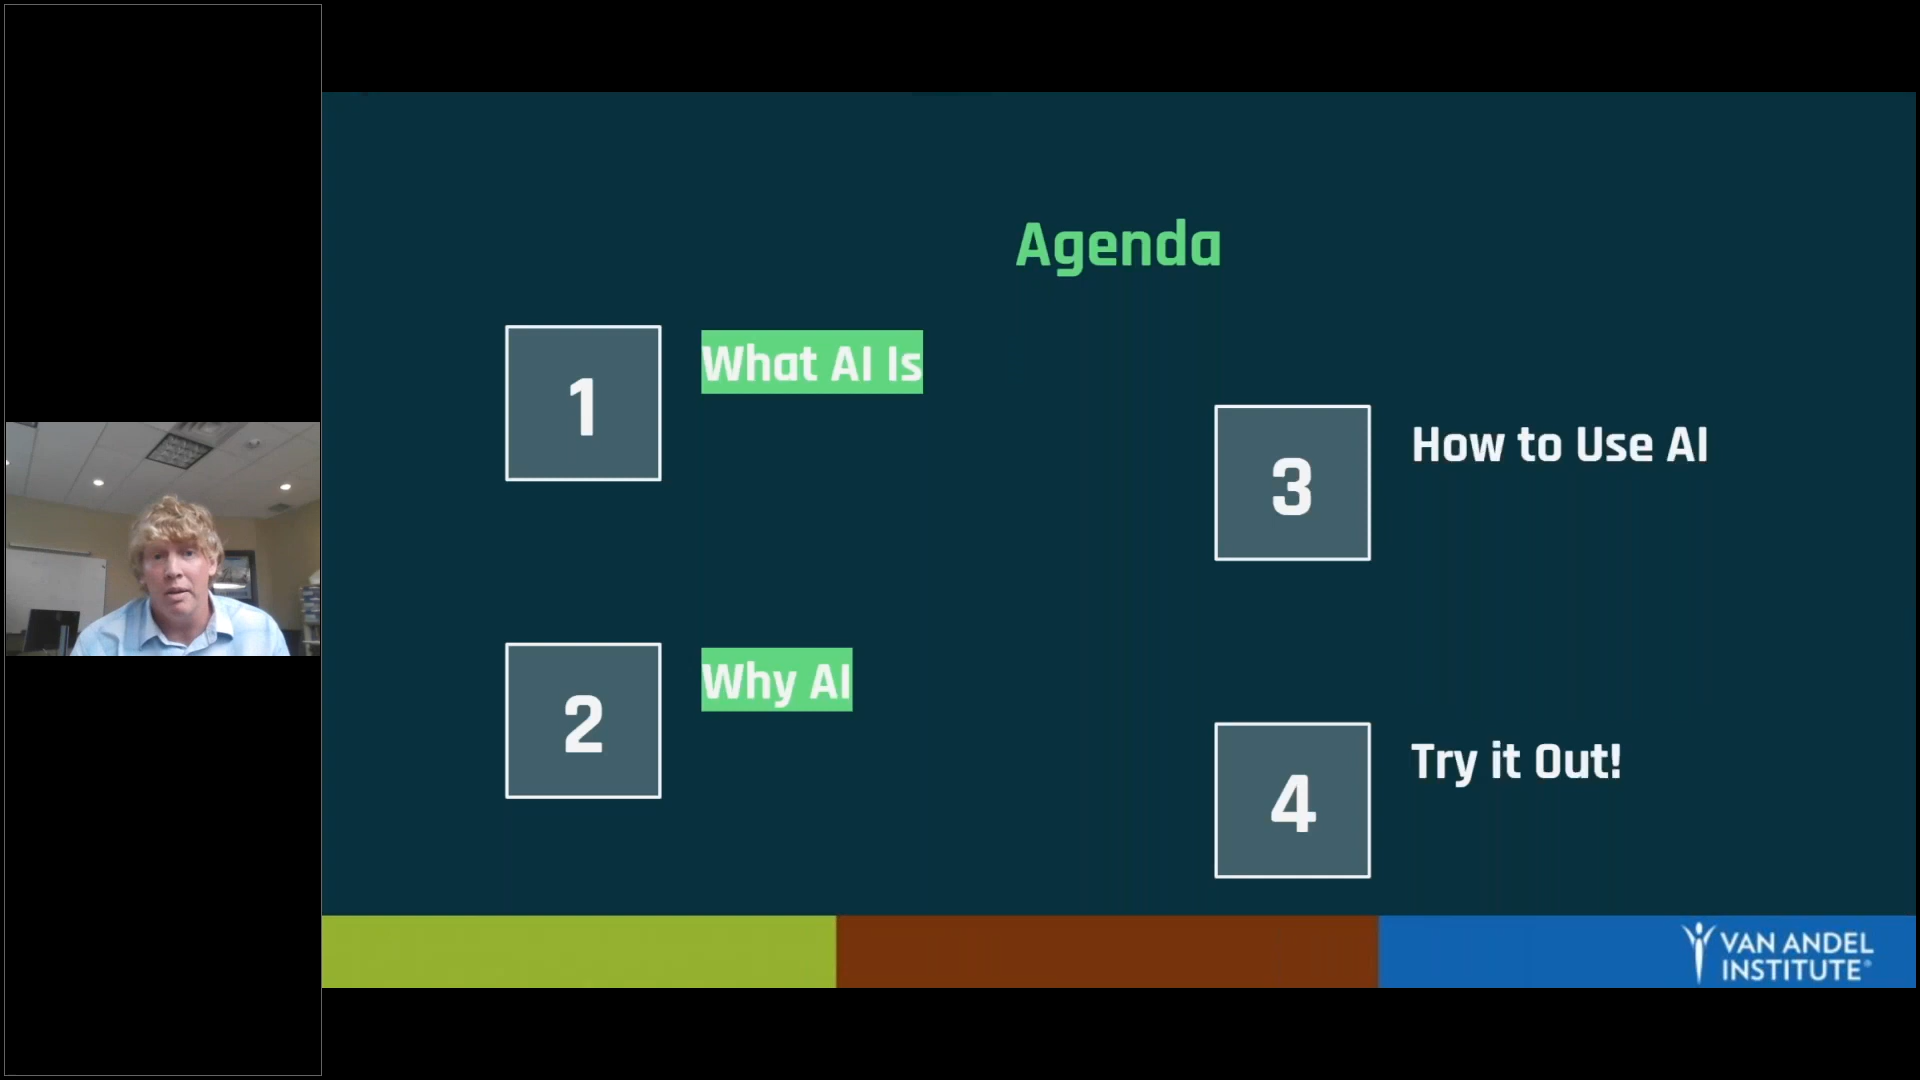 Agenda
1
What AI Is
2
Why AI
3
How to Use AI
4
Try it Out!
VAN ANDEL
INSTITUTE®